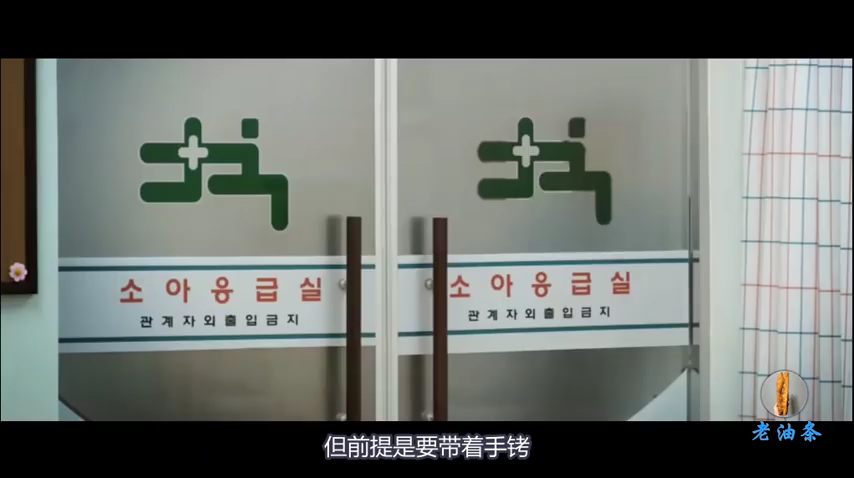 소아응급실
관계자외출입금지
소아응급실
관계자외출입금지
老油条
但前提是要带着手铐